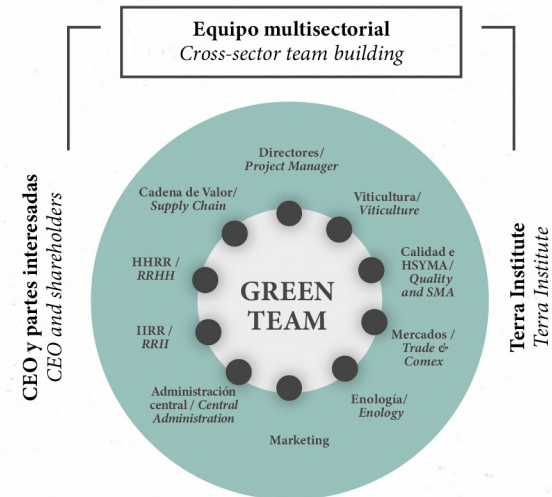 Equipo multisectorial
Cross-sector team building
CEO y partes interesadas
CEO and shareholders
Directores/
Project Manager
Cadena de Valor/
Supply Chain
Viticultura/
Viticulture
HHRR /
RRHH
Calidad e
HSYMA /
Quality
and SMA
GREEN
TEAM
IIRR /
RRII
Mercados /
Trade &
Comex
Administración
central / Central
Administration
Enología/
Enology
Marketing
Terra Institute
Terra Institute